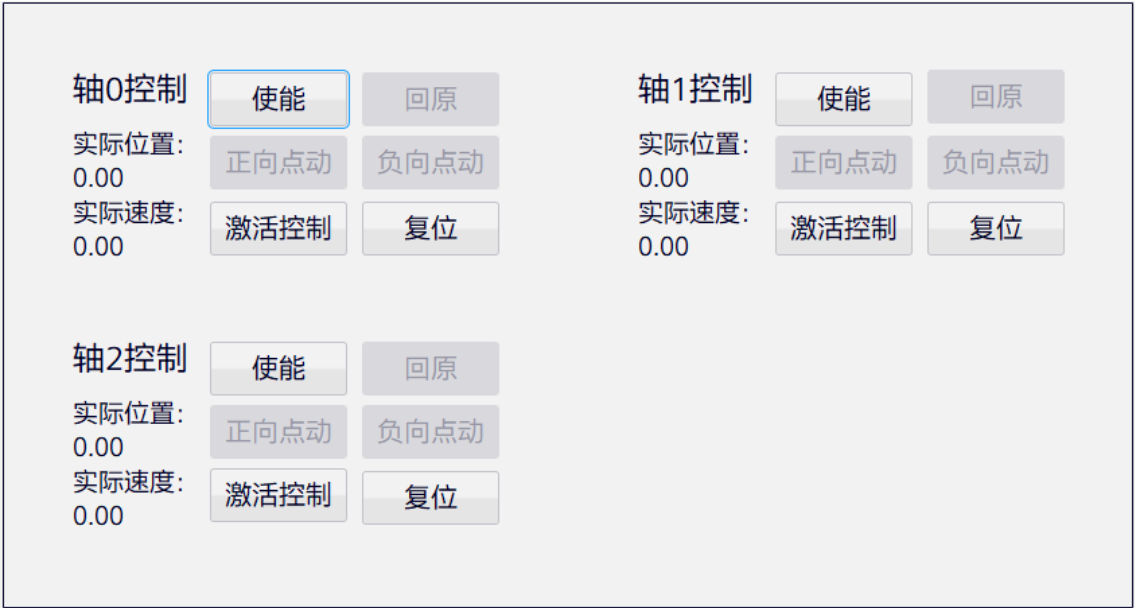 轴0控制 使能 回原
实际位置: 正向点动 负向点动
0.00
实际速度: 激活控制 复位
0.00
轴1控制 使能 回原
实际位置: 正向点动 负向点动
0.00
实际速度: 激活控制 复位
0.00
轴2控制 使能 回原
实际位置: 正向点动 负向点动
0.00
实际速度: 激活控制 复位
0.00